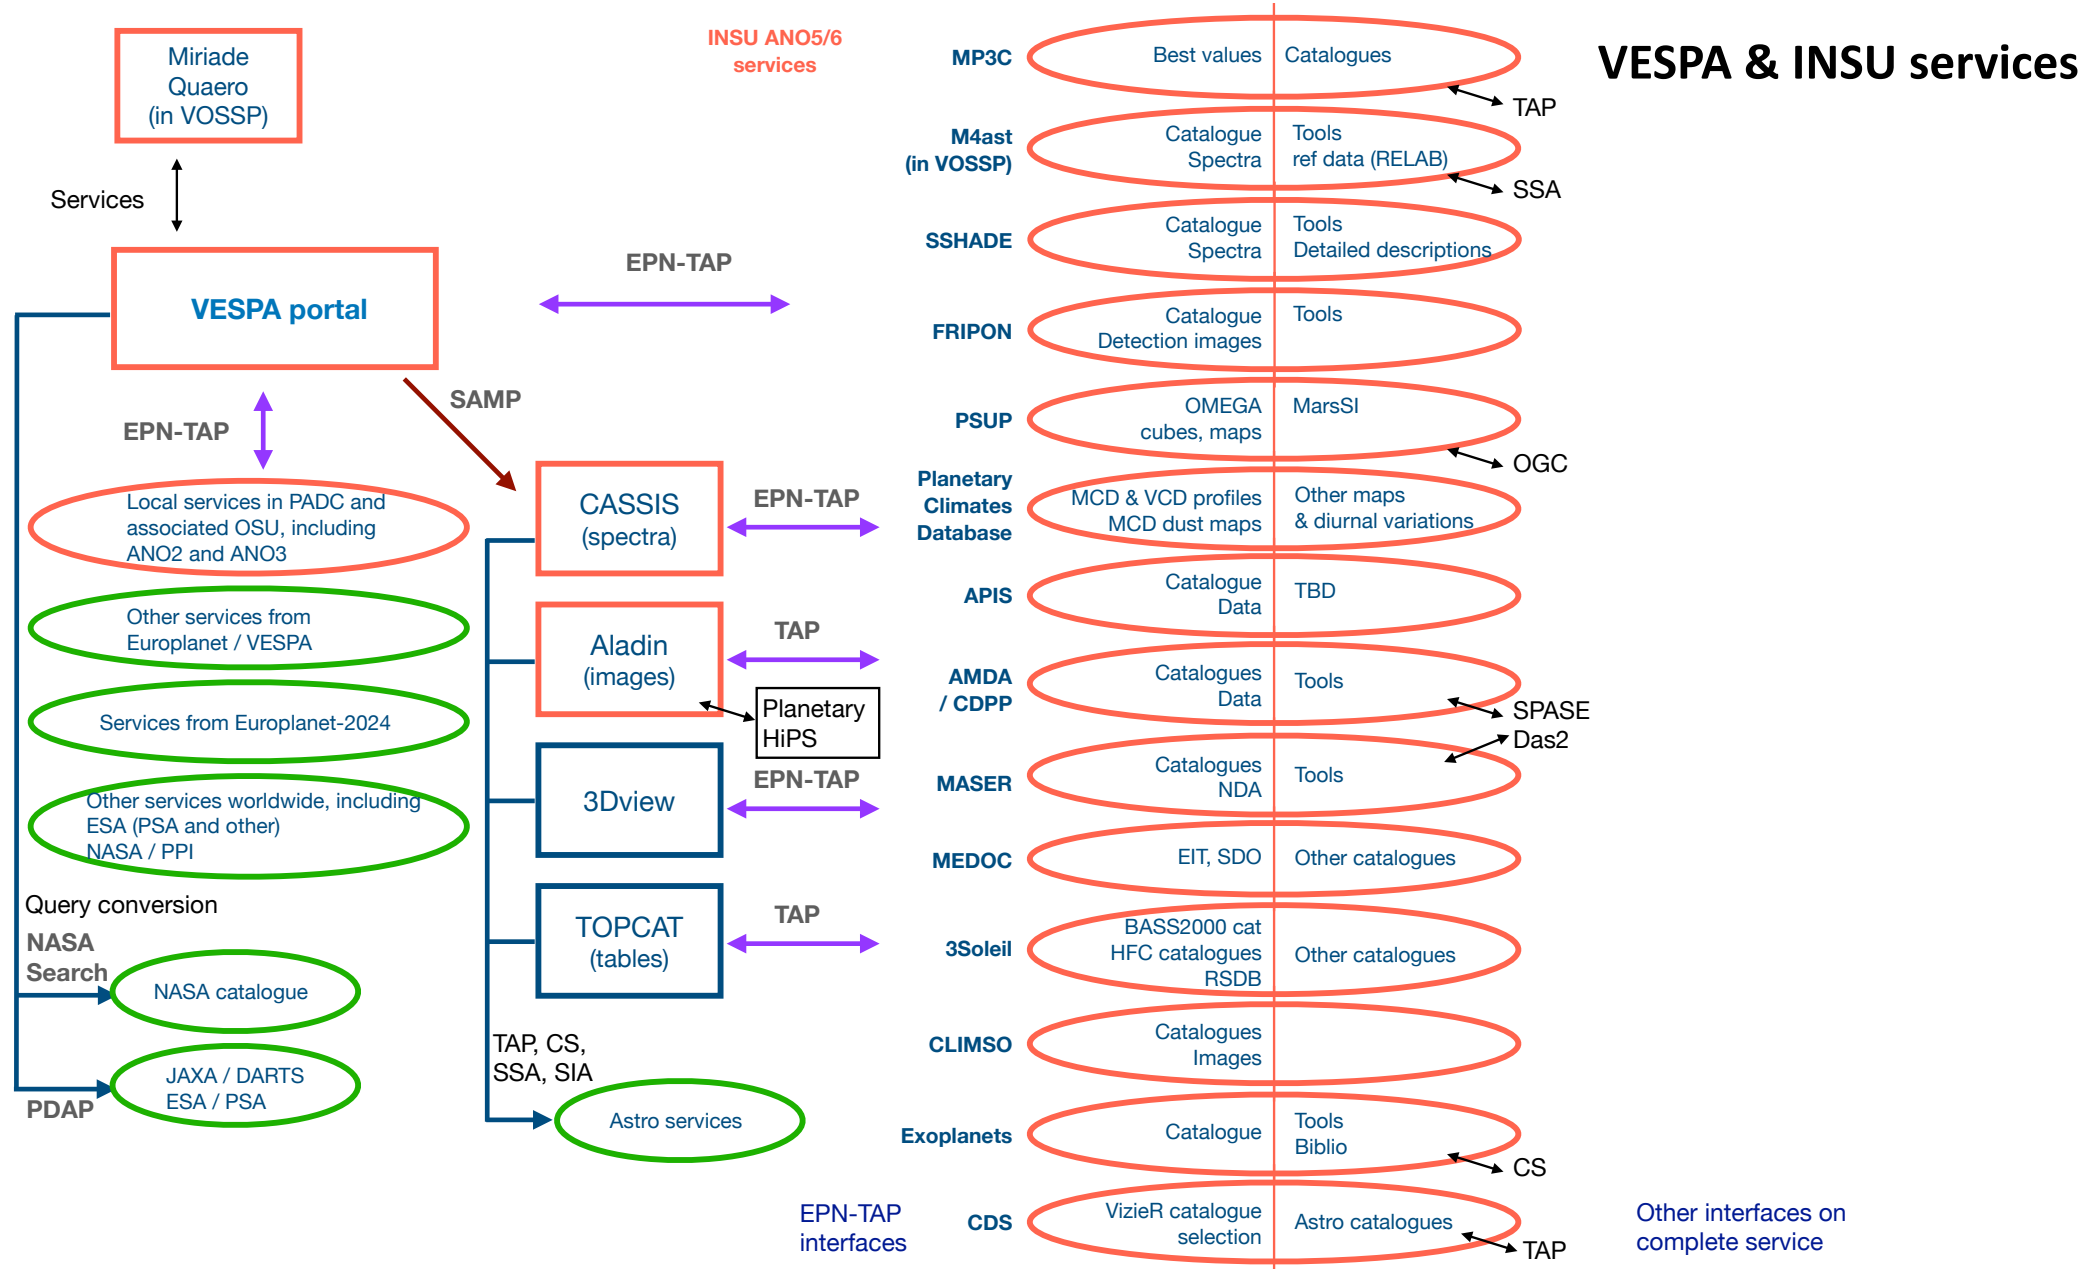 VESPA & INSU services
Miriade
Quaero
(in VOSSP)
Services
VESPA portal
EPN-TAP
Local services in PADC and
associated OSU, including
ANO2 and ANO3
Other services from
Europlanet / VESPA
Services from Europlanet-2024
Other services worldwide, including
ESA (PSA and other)
NASA / PPI
Query conversion
NASA
Search
NASA catalogue
JAXA / DARTS
ESA / PSA
PDAP
EPN-TAP
SAMP
CASSIS
(spectra)
EPN-TAP
Aladin
(images)
TAP
Planetary
HiPS
3Dview
EPN-TAP
TOPCAT
(tables)
TAP
TAP, CS,
SSA, SIA
Astro services
INSU ANO5/6
services
MP3C
Best values
Catalogues
TAP
M4ast
(in VOSSP)
Catalogue
Spectra
Tools
ref data (RELAB)
SSA
SSHADE
Catalogue
Spectra
Tools
Detailed descriptions
FRIPON
Catalogue
Detection images
Tools
PSUP
OMEGA
cubes, maps
MarsSI
OGC
Planetary
Climates
Database
MCD & VCD profiles
MCD dust maps
Other maps
& diurnal variations
APIS
Catalogue
Data
TBD
AMDA
/ CDPP
Catalogues
Data
Tools
SPASE
Das2
MASER
Catalogues
NDA
Tools
MEDOC
EIT, SDO
Other catalogues
3Soleil
BASS2000 cat
HFC catalogues
RSDB
Other catalogues
CLIMSO
Catalogues
Images
Exoplanets
Catalogue
Tools
Biblio
CS
CDS
VizieR catalogue
selection
Astro catalogues
TAP
EPN-TAP
interfaces
Other interfaces on
complete service